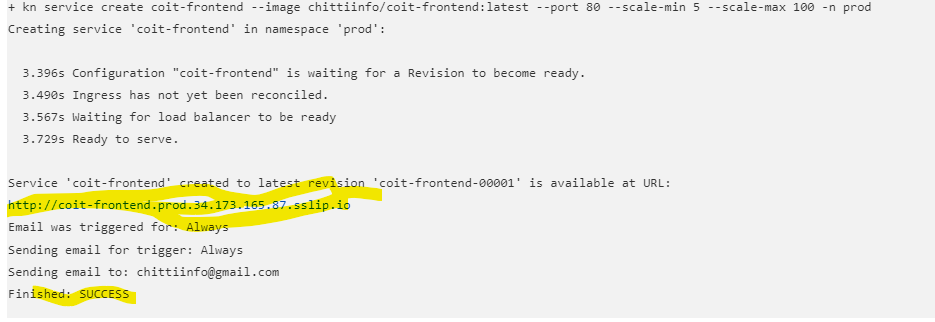 + kn service create coit-frontend --image chittiinfo/coit-frontend:latest --port 80 --scale-min 5 --scale-max 100 -n prod
Creating service 'coit-frontend' in namespace 'prod':
3.396s Configuration "coit-frontend" is waiting for a Revision to become ready.
3.490s Ingress has not yet been reconciled.
3.567s Waiting for load balancer to be ready
3.729s Ready to serve.
Service 'coit-frontend' created to latest revision 'coit-frontend-00001' is available at URL:
http://coit-frontend.prod.34.173.165.87.sslip.io
Email was triggered for: Always
Sending email for trigger: Always
Sending email to: chittiinfo@gmail.com
Finished: SUCCESS